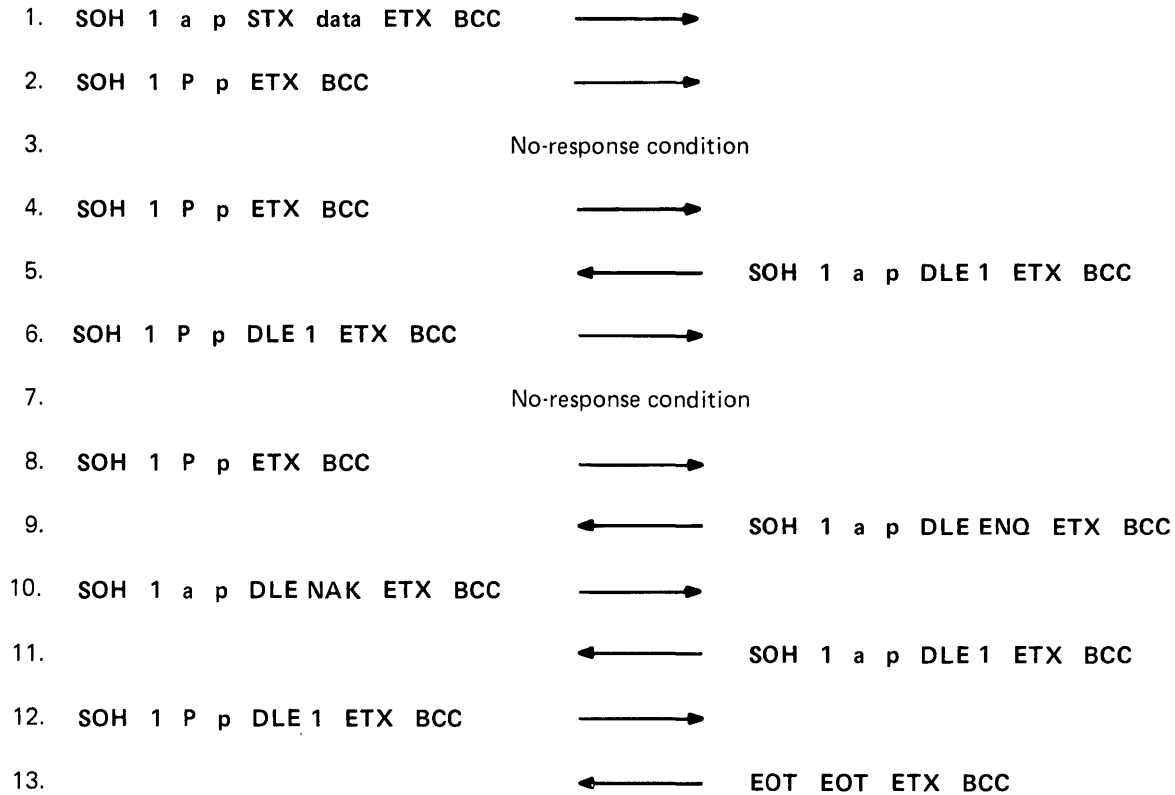 1. SOH 1 a p STX data ETX BCC
2. SOH 1 P p ETX BCC
3. No-response condition
4. SOH 1 P p ETX BCC
5. SOH 1 a p DLE 1 ETX BCC
6. SOH 1 P p DLE 1 ETX BCC
7. No-response condition
8. SOH 1 P p ETX BCC
9. SOH 1 a p DLE ENQ ETX BCC
10. SOH 1 a p DLE NAK ETX BCC
11. SOH 1 a p DLE 1 ETX BCC
12. SOH 1 P p DLE 1 ETX BCC
13. EOT EOT ETX BCC